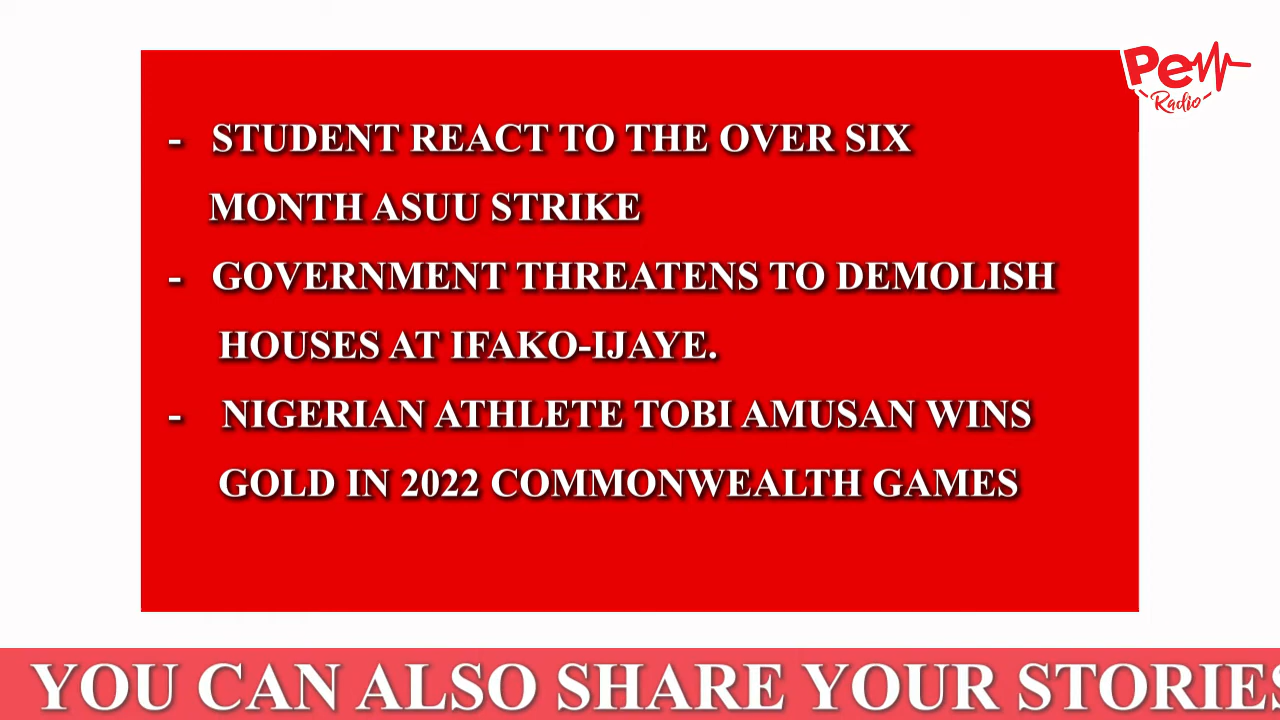 Pew
Radio
- STUDENT REACT TO THE OVER SIX
MONTH ASUU STRIKE
- GOVERNMENT THREATENS TO DEMOLISH
HOUSES AT IFAKO-IJAYE.
- NIGERIAN ATHLETE TOBI AMUSAN WINS
GOLD IN 2022 COMMONWEALTH GAMES
YOU CAN ALSO SHARE YOUR STORIES